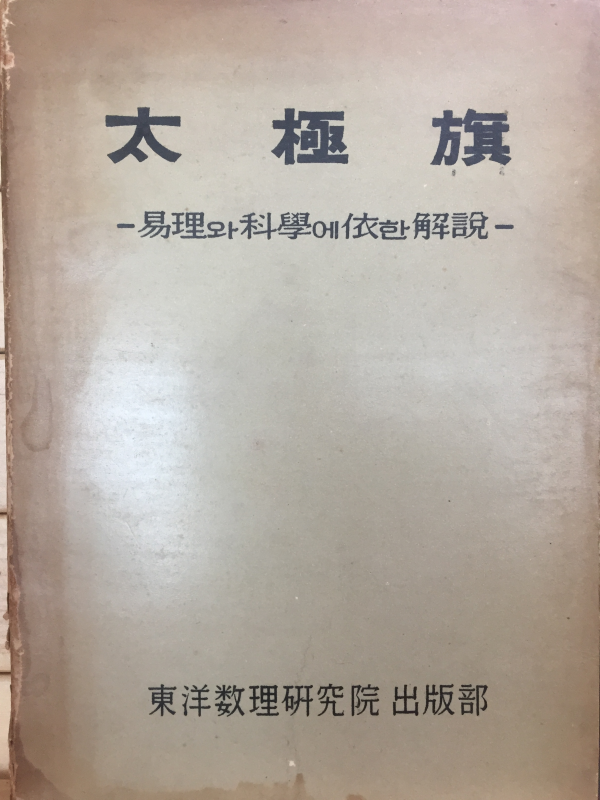 太極旗
-易理와科學에依한解說-
東洋数理硏究院 出版部